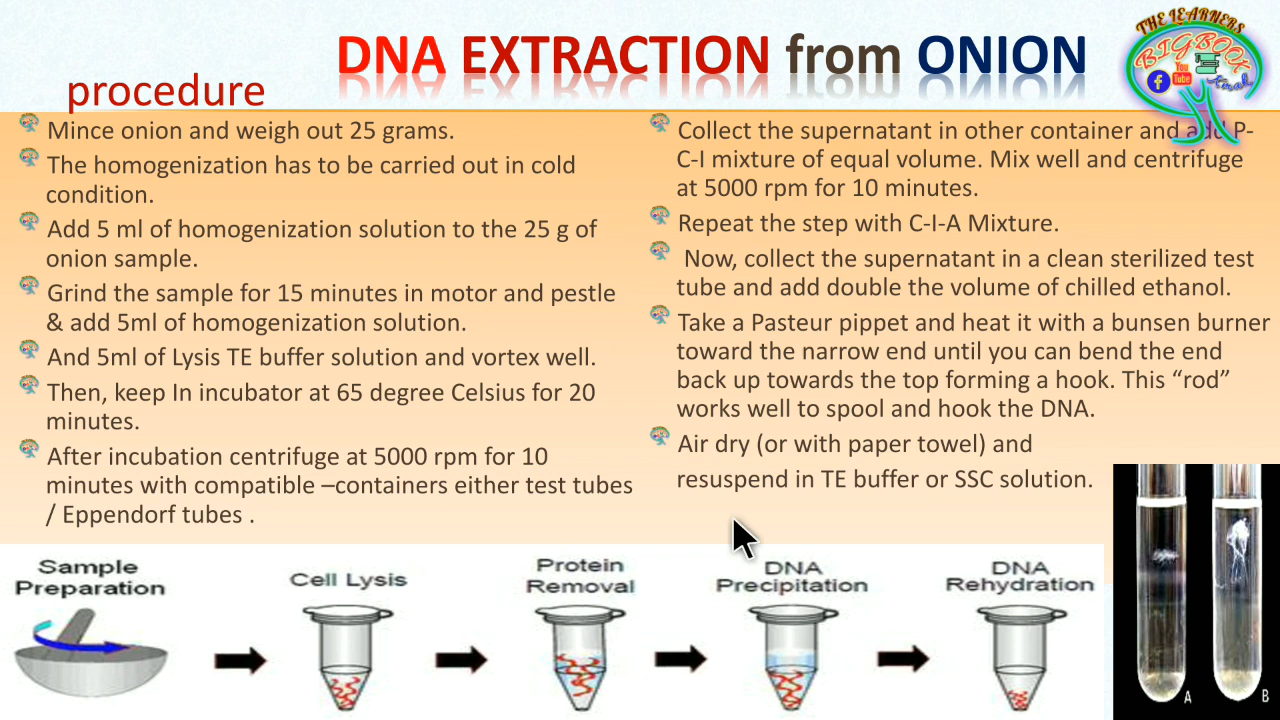 THE LEARNERS
BIGBOOK
You
Tube
DNA EXTRACTION from ONION
procedure
Mince onion and weigh out 25 grams.
The homogenization has to be carried out in cold
condition.
Add 5 ml of homogenization solution to the 25 g of
onion sample.
Grind the sample for 15 minutes in motor and pestle
& add 5ml of homogenization solution.
And 5ml of Lysis TE buffer solution and vortex well.
Then, keep In incubator at 65 degree Celsius for 20
minutes.
After incubation centrifuge at 5000 rpm for 10
minutes with compatible –containers either test tubes
/ Eppendorf tubes .
Collect the supernatant in other container and add P-
C-I mixture of equal volume. Mix well and centrifuge
at 5000 rpm for 10 minutes.
Repeat the step with C-I-A Mixture.
Now, collect the supernatant in a clean sterilized test
tube and add double the volume of chilled ethanol.
Take a Pasteur pippet and heat it with a bunsen burner
toward the narrow end until you can bend the end
back up towards the top forming a hook. This “rod”
works well to spool and hook the DNA.
Air dry (or with paper towel) and
resuspend in TE buffer or SSC solution.
Sample
Preparation
Cell Lysis
Protein
Removal
DNA
Precipitation
DNA
Rehydration
A
B